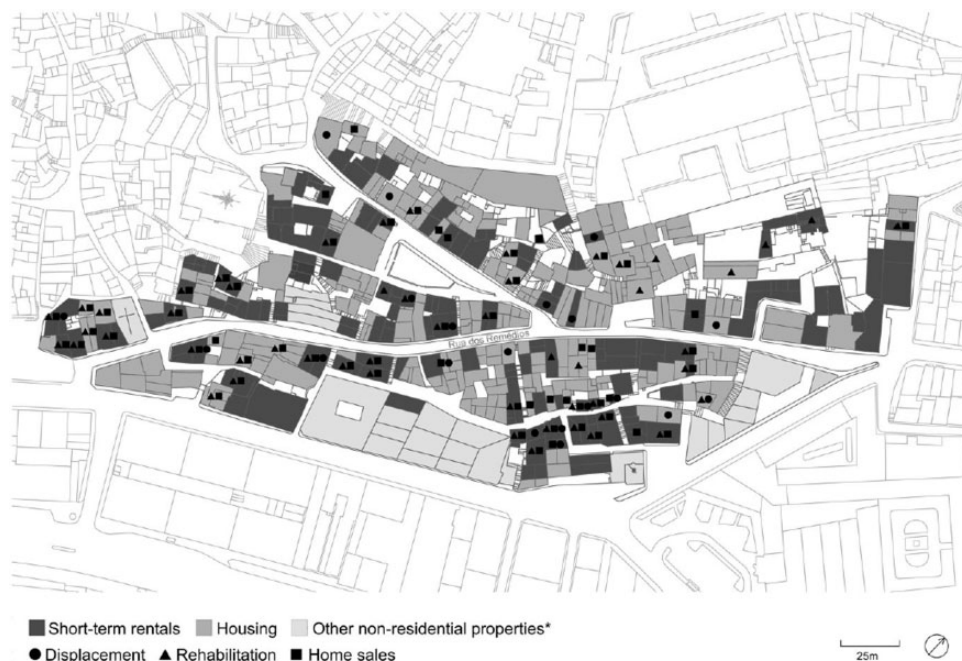 Rua dos Remédios
Short-term rentals Housing Other non-residential properties*
Displacement Rehabilitation Home sales
25m